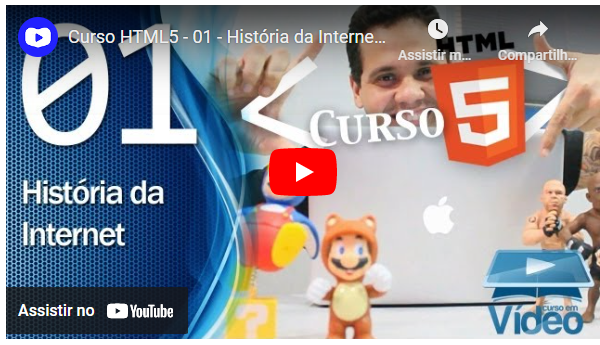 Curso HTML5 - 01 - História da Interne...
Assistir m...
Compartilh...
01
História da
Internet
HTML
<CURSO
5
Assistir no YouTube
curso em
Vídeo